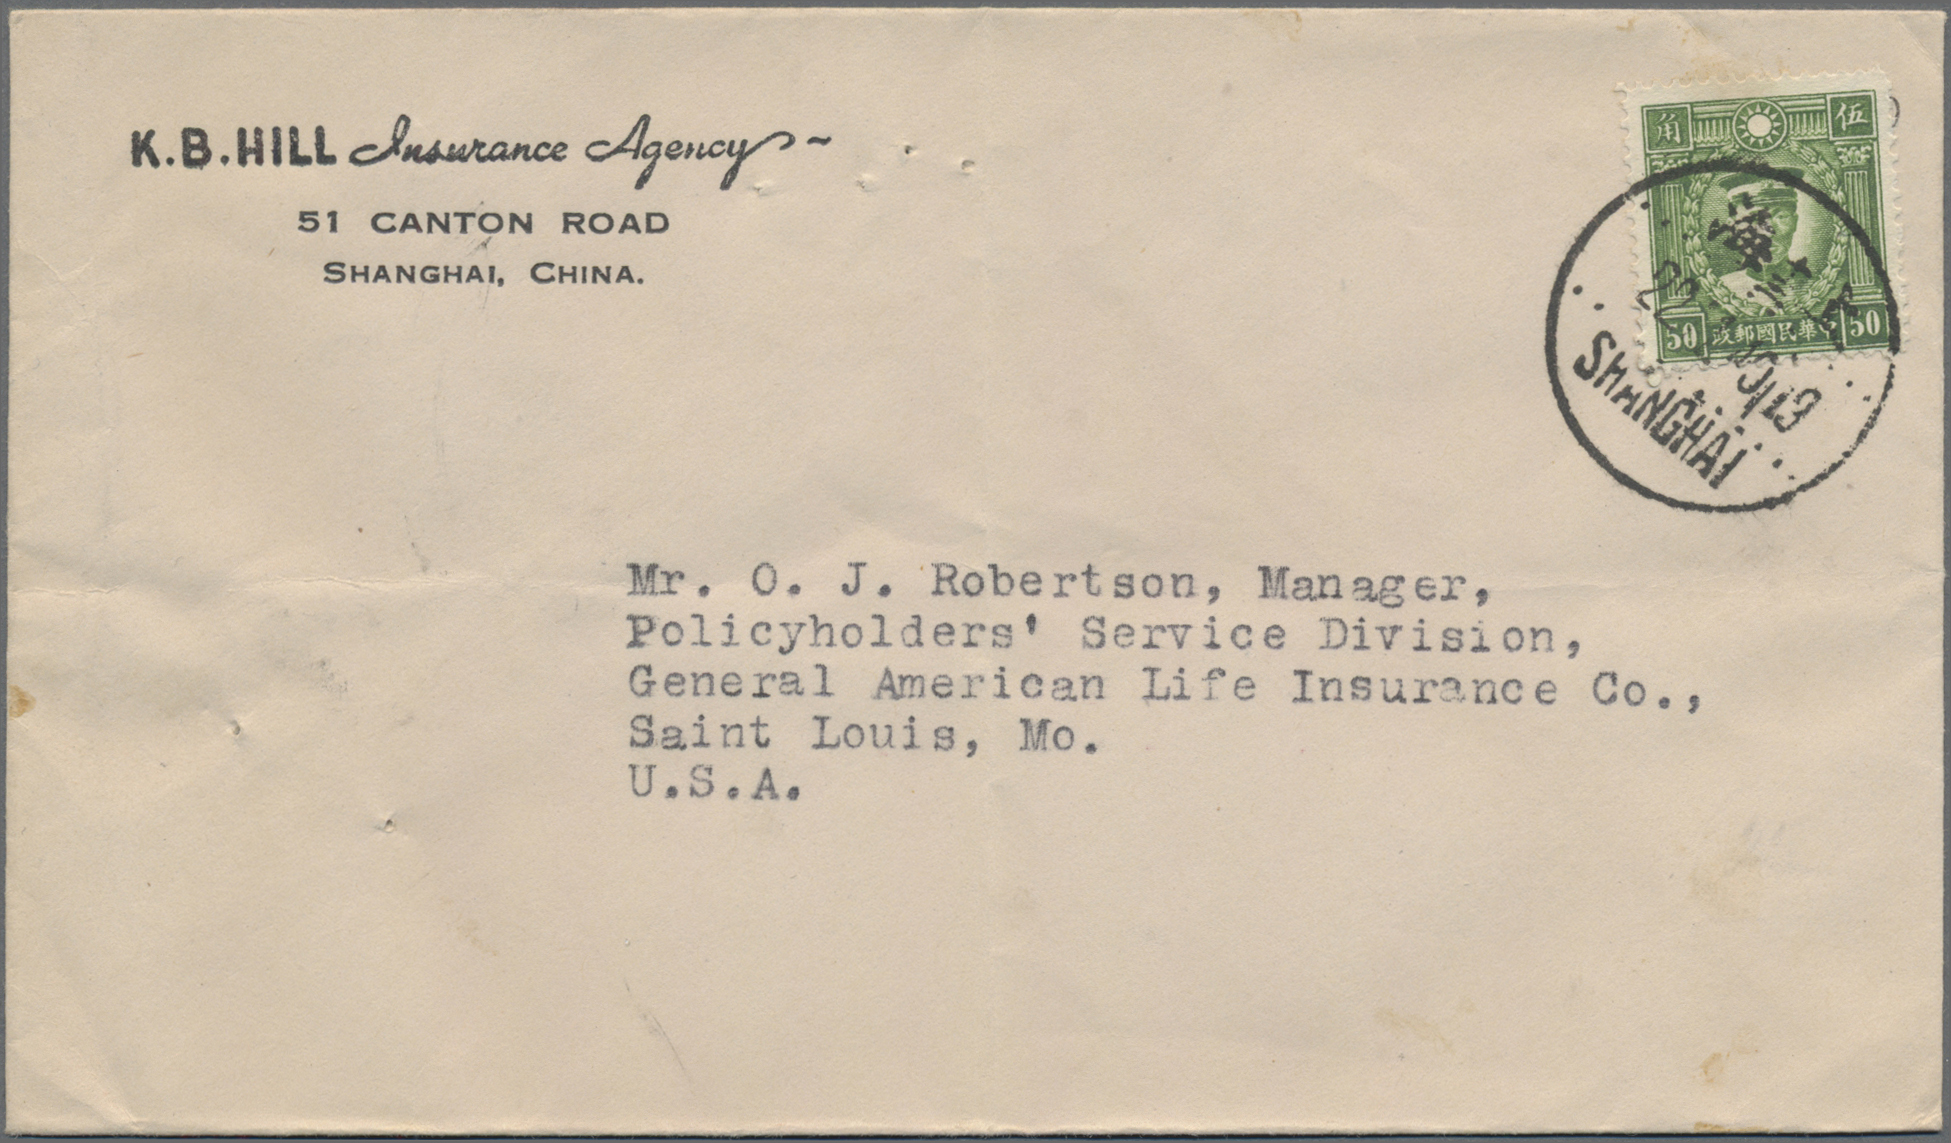 K.B.HILL Insurance Agency
51 CANTON ROAD
SHANGHAI, CHINA.
角 伍
50 政郵國民華中 50
SHANGHAI
Mr. O. J. Robertson, Manager,
Policyholders' Service Division,
General American Life Insurance Co.,
Saint Louis, Mo.
U.S.A.